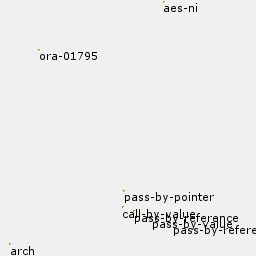 aes-ni
ora-01795
pass-by-pointer
call-by-value
pass-by-reference
pass-by-value
pass-by-refere
arch